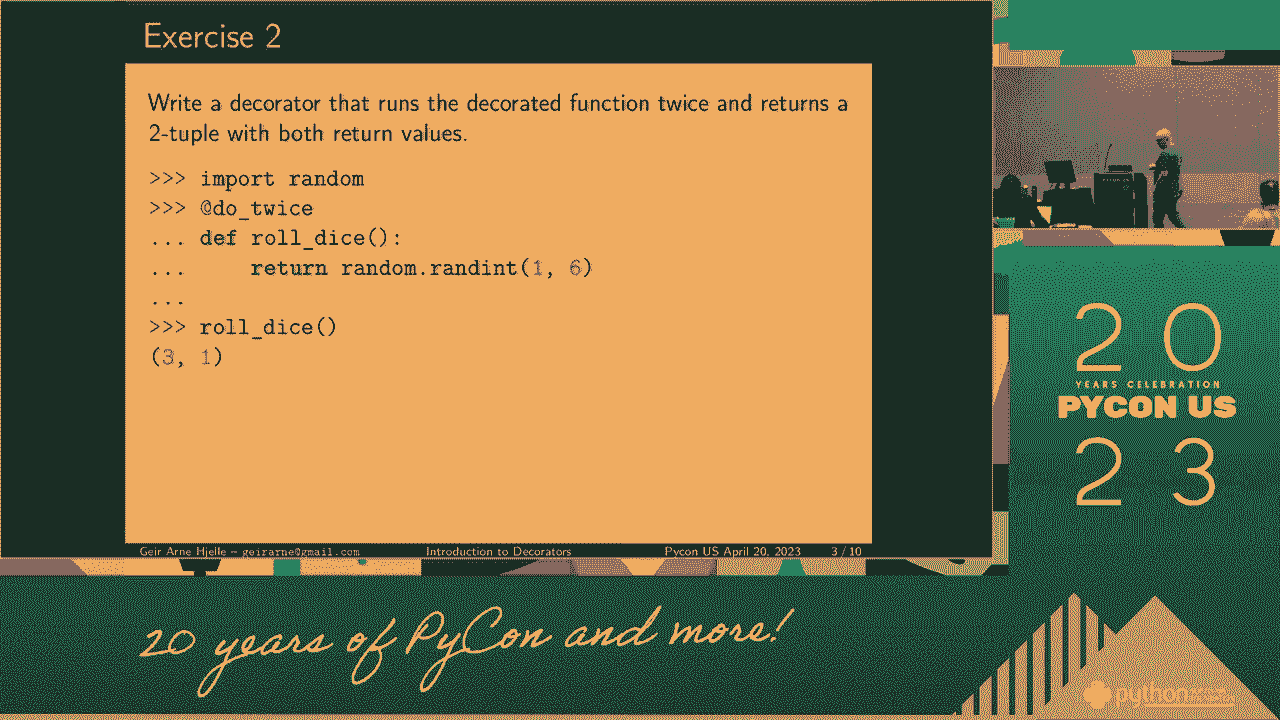 Exercise 2
Write a decorator that runs the decorated function twice and returns a
2-tuple with both return values.
>>> import random
>>> @do_twice
... def roll_dice():
...     return random.randint(1, 6)
...
>>> roll_dice()
(3, 1)
Geir Arne Hjelle – geirarne@gmail.com Introduction to Decorators Pycon US April 20, 2023 3 / 10
20
YEARS CELEBRATION
PYCON US
23
20 years of PyCon and more!
python